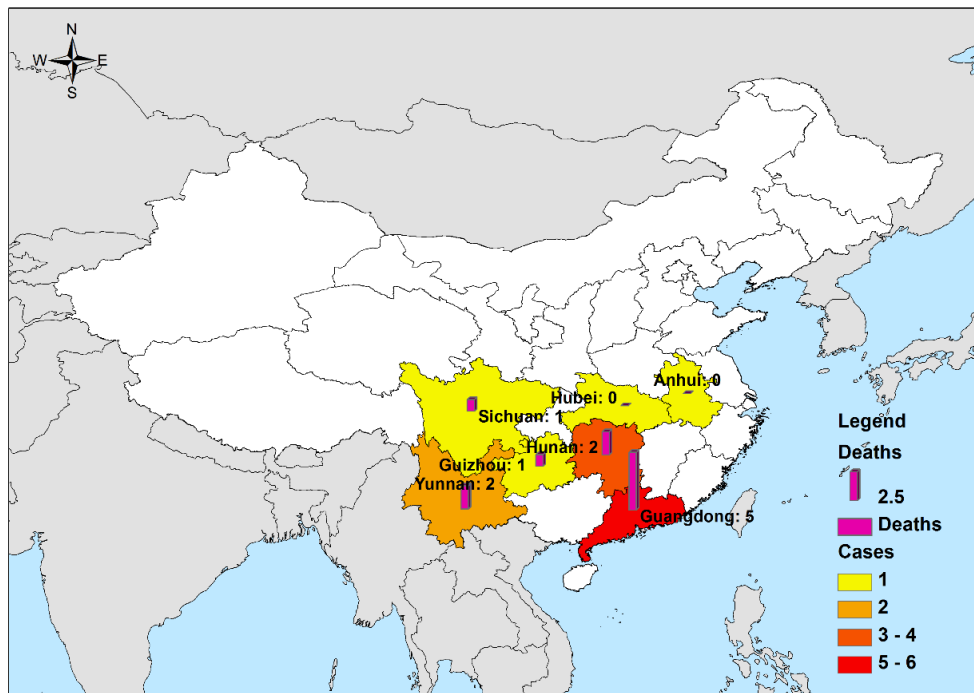 N
W E
S
Anhui: 0
Hubei: 0
Sichuan: 1
Hunan: 2
Guizhou: 1
Yunnan: 2
Guangdong: 5
Legend
Deaths
2.5
Deaths
Cases
1
2
3 - 4
5 - 6